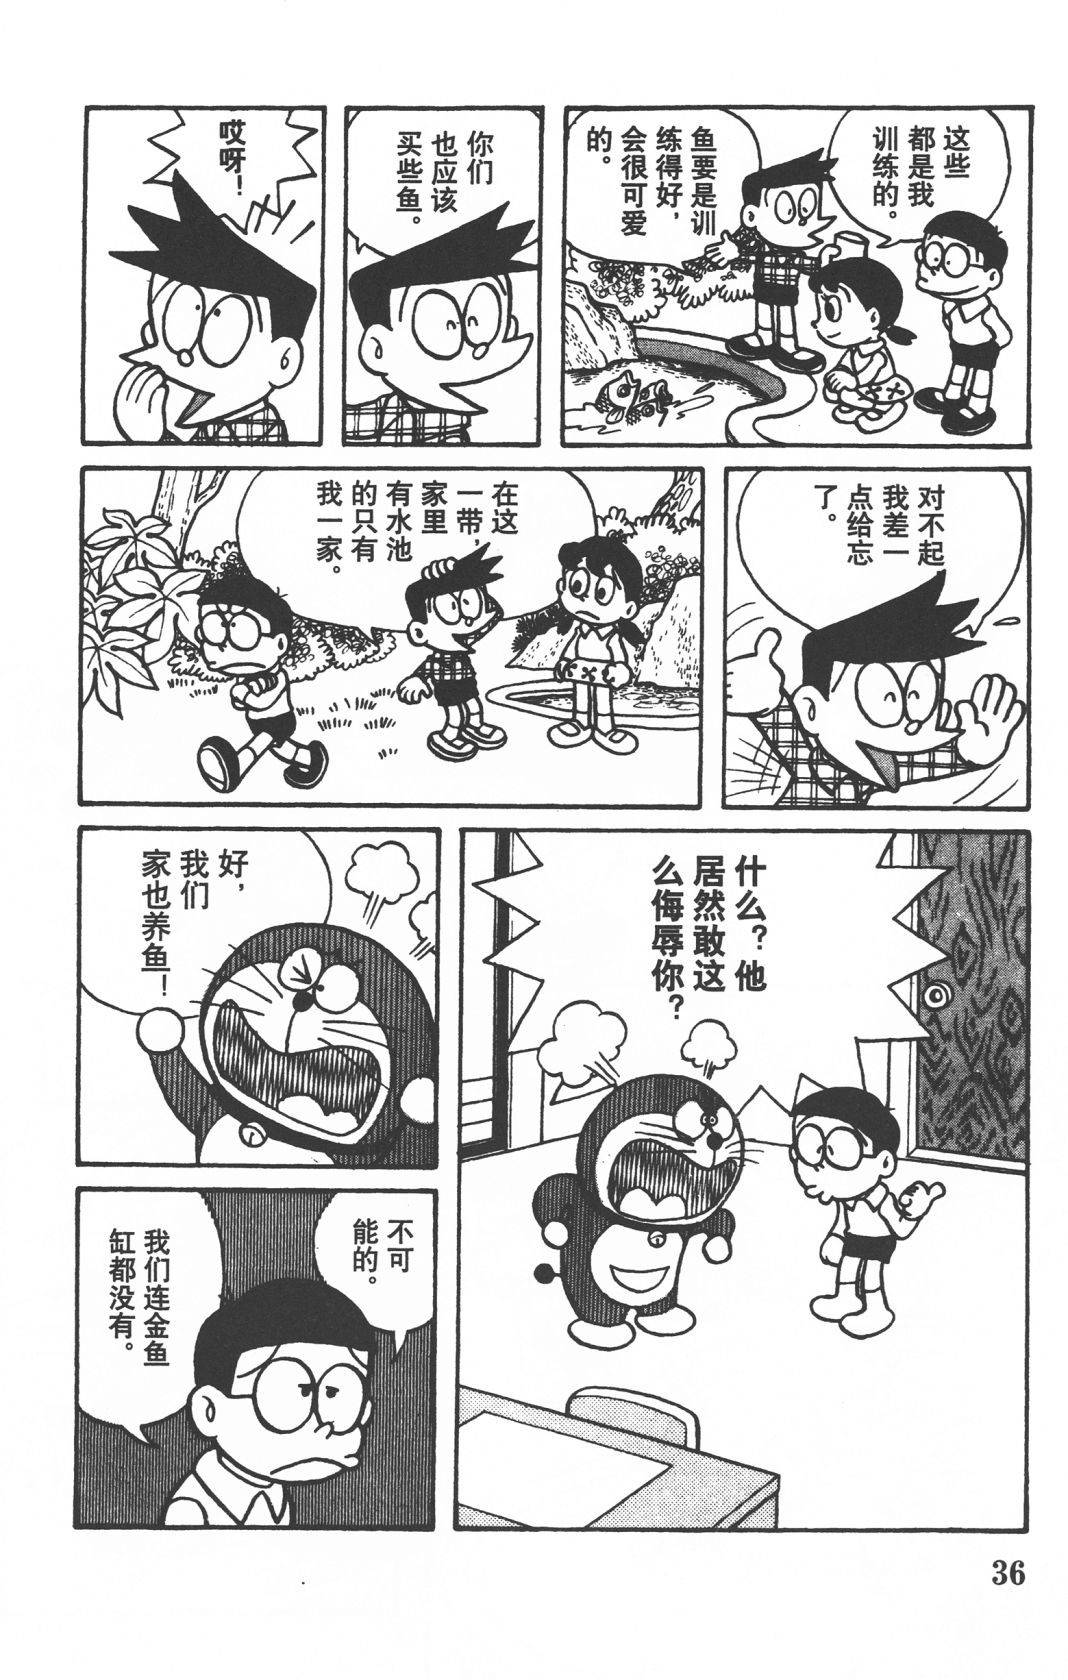 这些
都是我
训练的。
鱼要是训
练得好,
会很可爱
的。
你们
也应该
买些鱼。
哎呀!
对不起
我差一
点给忘
了。
在这
一带,
家里
有水池
的只有
我一家。
什么?他
居然敢这
么侮辱你?
好,
我们
家也养鱼!
不可
能的。
我们连金鱼
缸都没有。
36